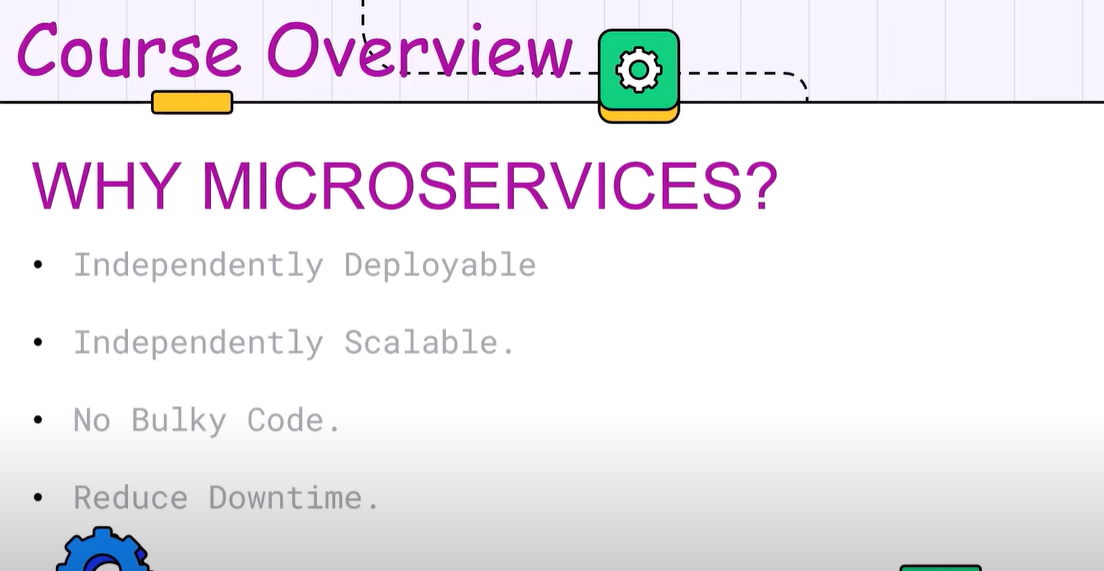 Course Overview
WHY MICROSERVICES?
• Independently Deployable
• Independently Scalable.
• No Bulky Code.
• Reduce Downtime.